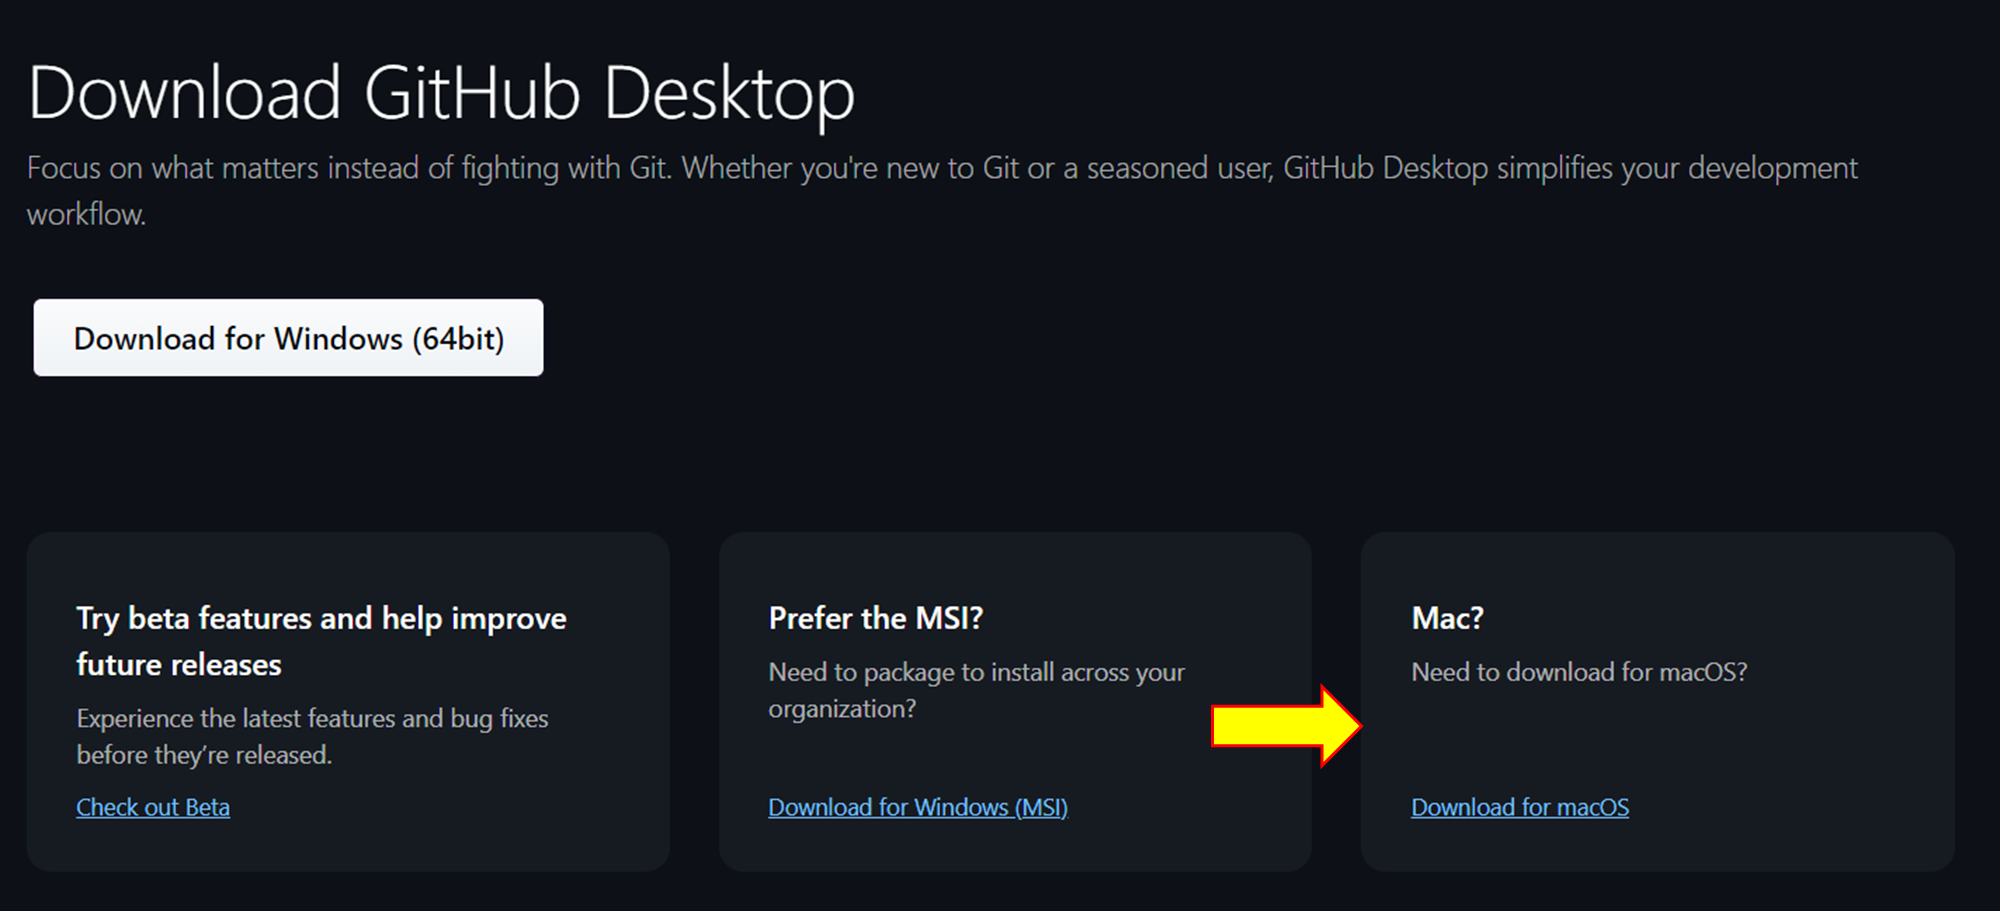 Download GitHub Desktop
Focus on what matters instead of fighting with Git. Whether you're new to Git or a seasoned user, GitHub Desktop simplifies your development
workflow.
Download for Windows (64bit)
Try beta features and help improve
future releases
Experience the latest features and bug fixes
before they’re released.
Check out Beta
Prefer the MSI?
Need to package to install across your
organization?
Download for Windows (MSI)
Mac?
Need to download for macOS?
Download for macOS